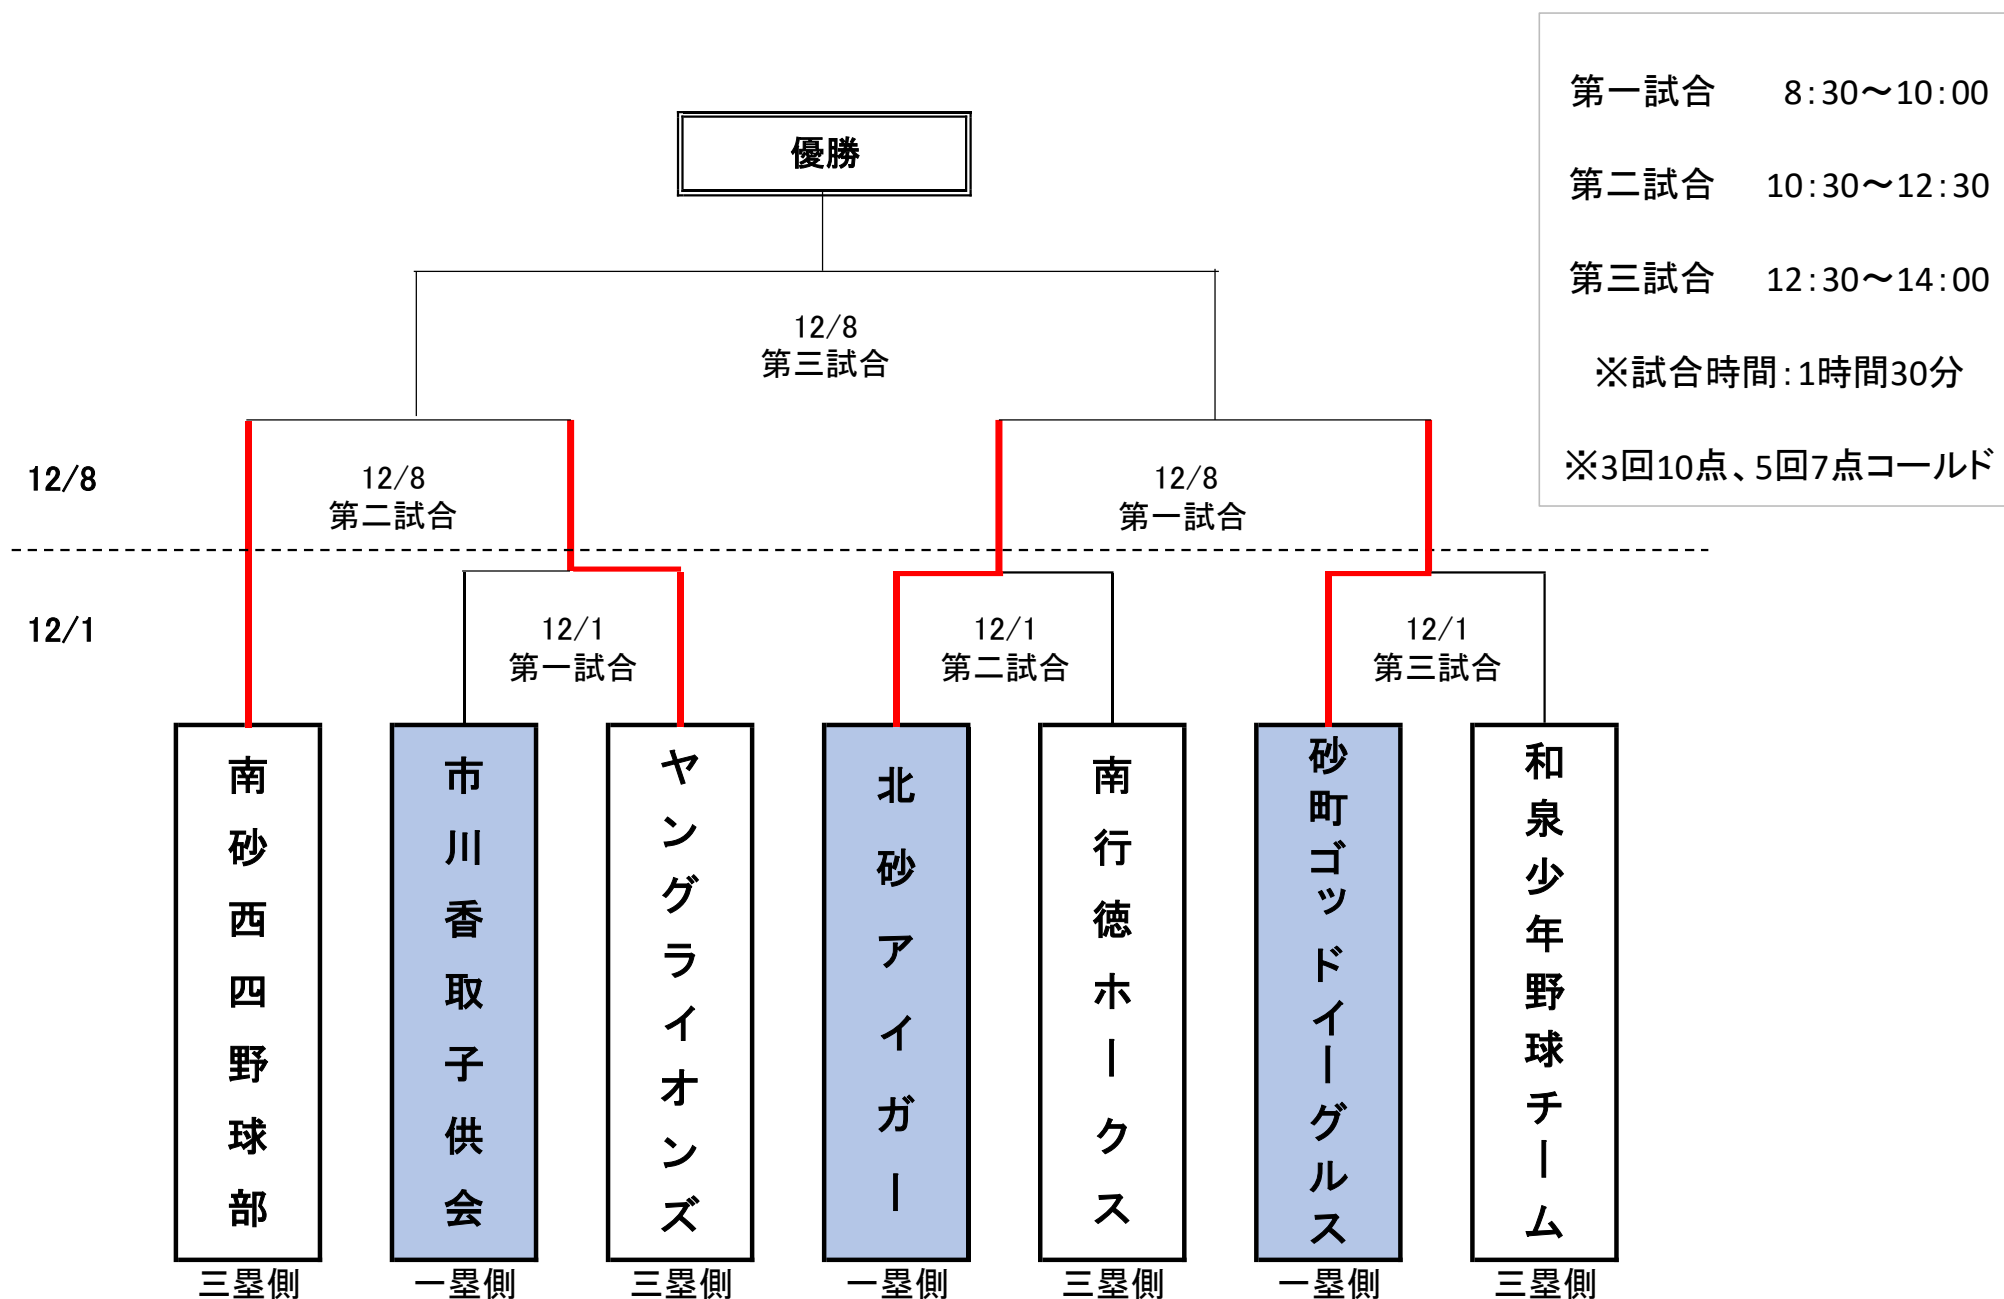 第一試合 8:30～10:00
第二試合 10:30～12:30
第三試合 12:30～14:00
※試合時間:1時間30分
※3回10点、5回7点コールド
優勝
12/8
第三試合
12/8
12/8
第二試合
12/8
第一試合
12/1
12/1
第一試合
12/1
第二試合
12/1
第三試合
南砂西四野球部
市川香取子供会
ヤングライオンズ
北砂アイガー
南行徳ホークス
砂町ゴッドイーグルス
和泉少年野球チーム
三塁側
一塁側
三塁側
一塁側
三塁側
一塁側
三塁側